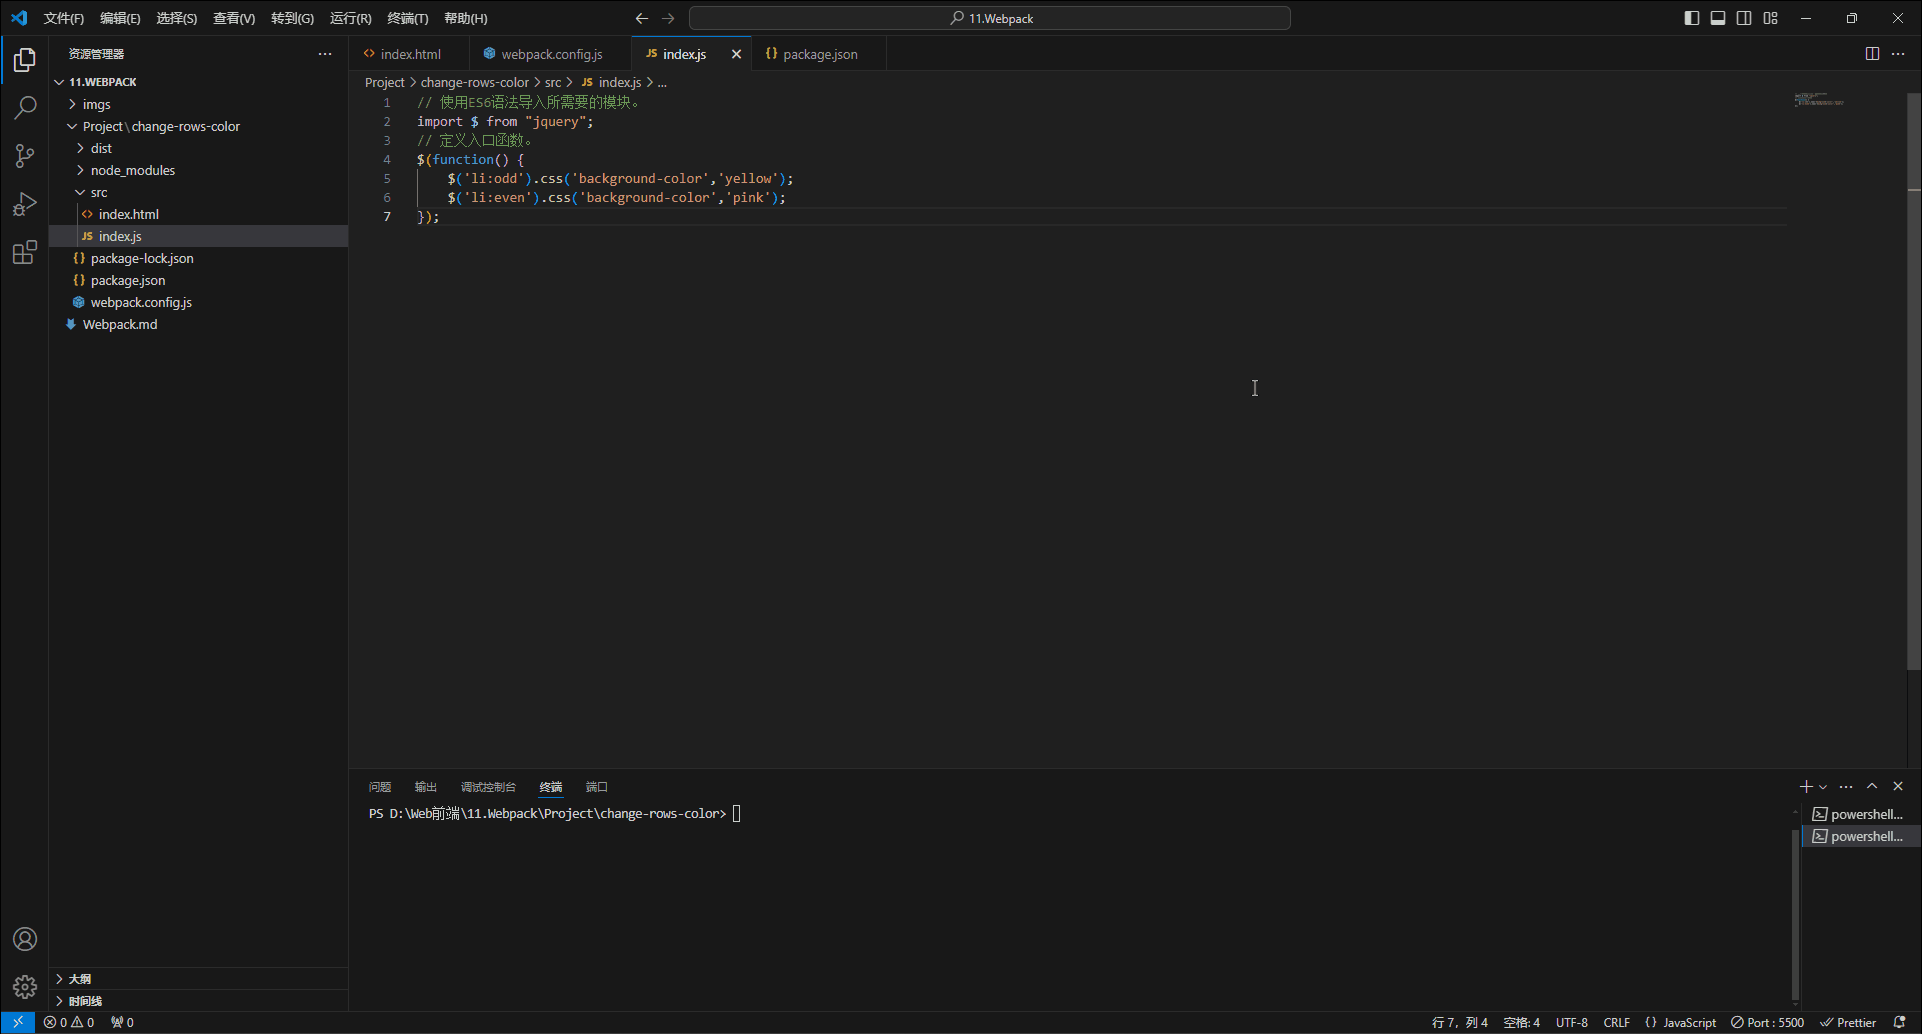 文件(F) 编辑(E) 选择(S) 查看(V) 转到(G) 运行(R) 终端(T) 帮助(H) 11.Webpack
资源管理器
11.WEBPACK
imgs
Project\change-rows-color
dist
node_modules
src
index.html
index.js
package-lock.json
package.json
webpack.config.js
Webpack.md
大纲
时间线
index.html webpack.config.js JS index.js package.json
Project > change-rows-color > src > JS index.js > ...
1 // 使用ES6语法导入所需要的模块。
2 import $ from "jquery";
3 // 定义入口函数。
4 $(function() {
5 $('li:odd').css('background-color','yellow');
6 $('li:even').css('background-color','pink');
7 });
问题 输出 调试控制台 终端 端口
PS D:\Web前端\11.Webpack\Project\change-rows-color>
powershell...
powershell...
0 0 0 行 7，列 4 空格: 4 UTF-8 CRLF {} JavaScript Port : 5500 Prettier